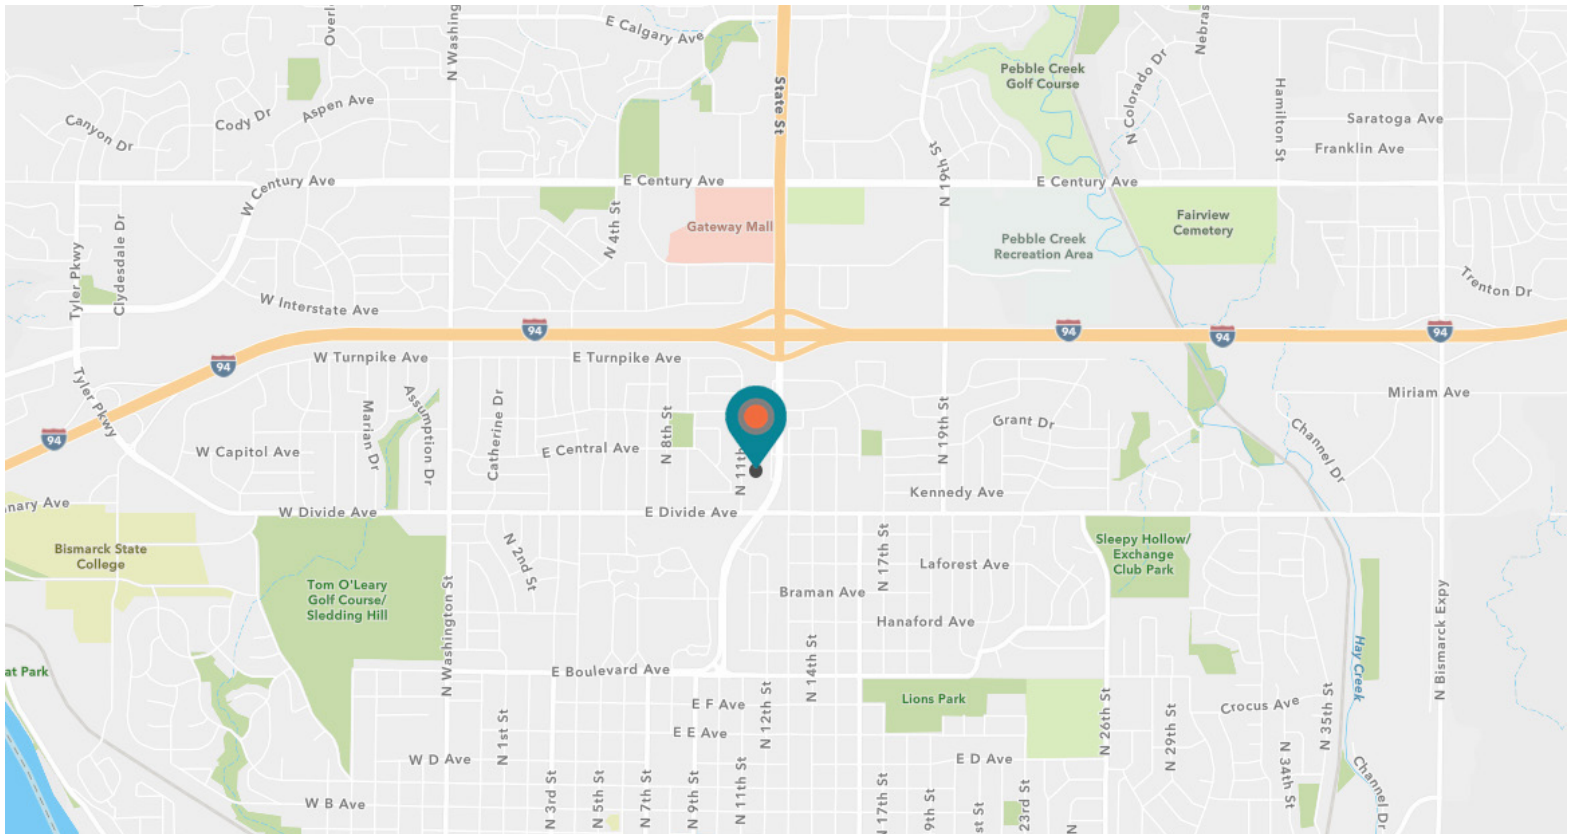 E Calgary Ave
N Washing
Overl
Nebras
State St
Pebble Creek
Golf Course
N Colorado Dr
Hamilton St
Saratoga Ave
Franklin Ave
Canyon Dr
Cody Dr
Aspen Ave
W Century Ave
E Century Ave
N 19th St
E Century Ave
Tyler Pkwy
Clydesdale Dr
N 4th St
Gateway Mall
Pebble Creek
Recreation Area
Fairview
Cemetery
Trenton Dr
W Interstate Ave
94
94
94
94
94
94
W Turnpike Ave
E Turnpike Ave
Tyler Pkwy
Marian Dr
Assumption Dr
Catherine Dr
W Capitol Ave
E Central Ave
N 8th St
N 11th
N 19th St
Grant Dr
Miriam Ave
Channel Dr
Kennedy Ave
nary Ave
W Divide Ave
E Divide Ave
Bismarck State
College
N 2nd St
N 17th St
Laforest Ave
Sleepy Hollow/
Exchange
Club Park
Tom O'Leary
Golf Course/
Sledding Hill
N Washington St
Braman Ave
Hanaford Ave
Hay Creek
N Bismarck Expy
at Park
E Boulevard Ave
N 14th St
Lions Park
E F Ave
E E Ave
N 12th St
N 1st St
N 26th St
N 29th St
Crocus Ave
N 35th St
W D Ave
E D Ave
N 34th St
Channel Dr
W B Ave
N 3rd St
N 5th St
N 7th St
N 9th St
N 11th St
N 17th St
9th St
st St
23rd St
N